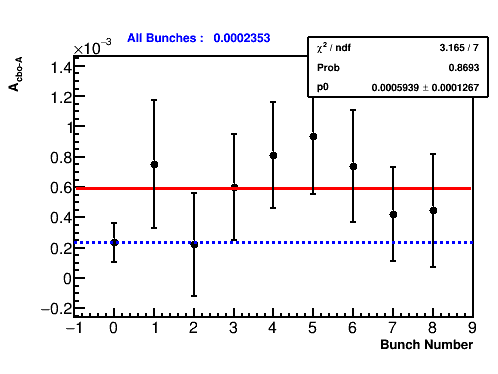 All Bunches : 0.0002353
×10⁻³
χ² / ndf 3.165 / 7
Prob 0.8693
p0 0.0005939 ± 0.0001267
A_cbo-A
1.4
1.2
1
0.8
0.6
0.4
0.2
0
−0.2
−1 0 1 2 3 4 5 6 7 8 9
Bunch Number